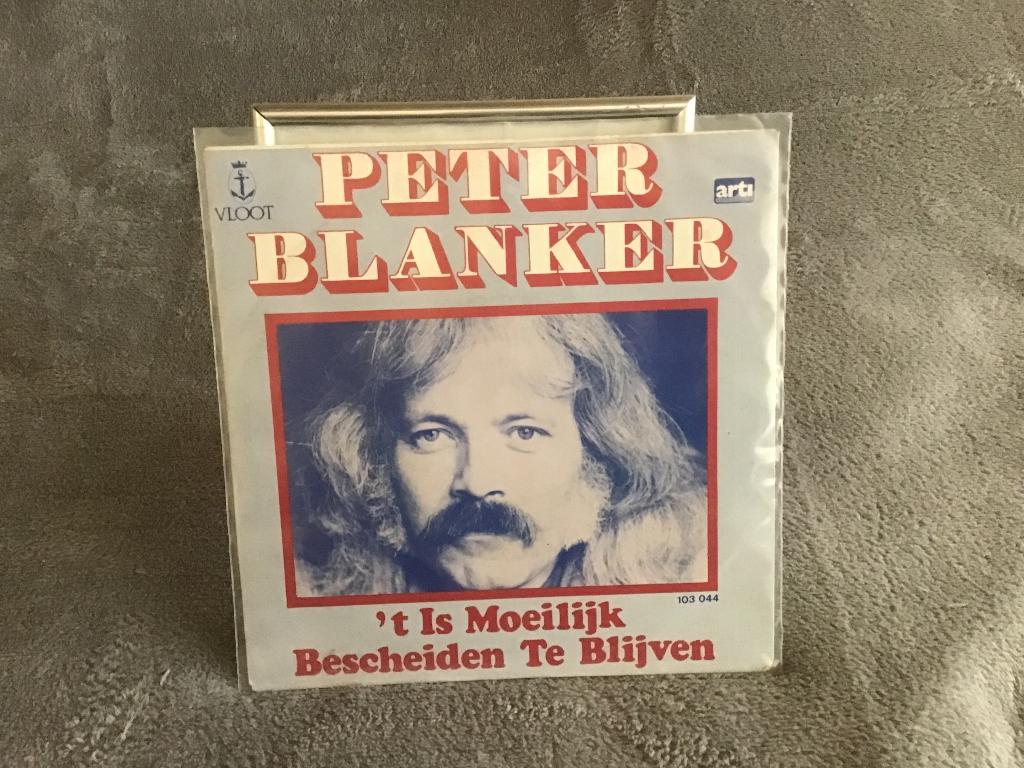 PETER
BLANKER
VLOOT
arti
103 044
't Is Moeilijk
Bescheiden Te Blijven